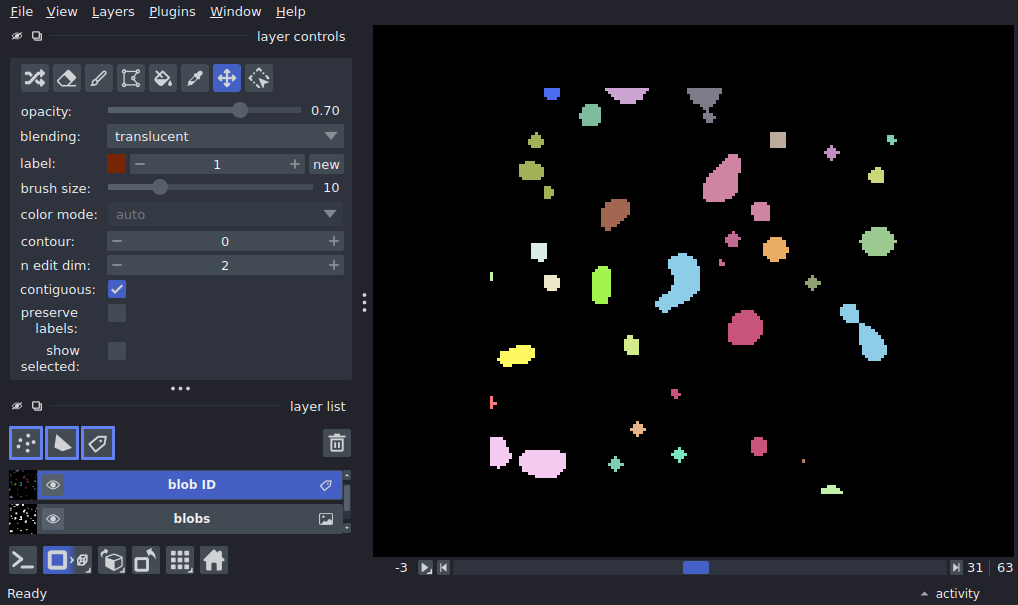 File View Layers Plugins Window Help
layer controls
opacity: 0.70
blending: translucent
label: 1 new
brush size: 10
color mode: auto
contour: 0
n edit dim: 2
contiguous:
preserve
labels:
show
selected:
layer list
blob ID
blobs
-3 31 63
Ready activity